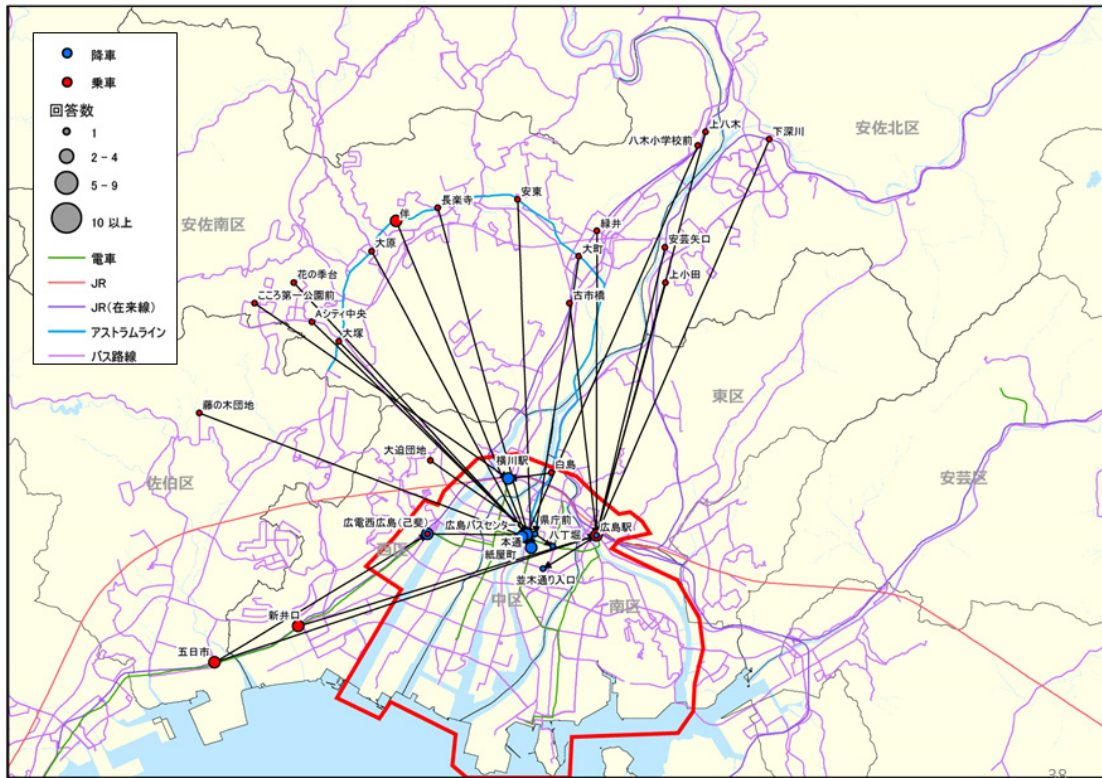 降車
乗車
回答数
1
2 - 4
5 - 9
10 以上
電車
JR
JR(在来線)
アストラムライン
バス路線
安佐北区
上八木
下深川
八木小学校前
安佐南区
長楽寺
安東
伴
緑井
大原
大町
安芸矢口
花の季台
上小田
こころ第一公園前
古市橋
Aシティ中央
大塚
東区
藤の木団地
大迫団地
横川駅
白島
佐伯区
安芸区
広電西広島(己斐)
広島バスセンター
県庁前
広島駅
本通
八丁堀
西区
紙屋町
並木通り入口
中区
南区
新井口
五日市
38